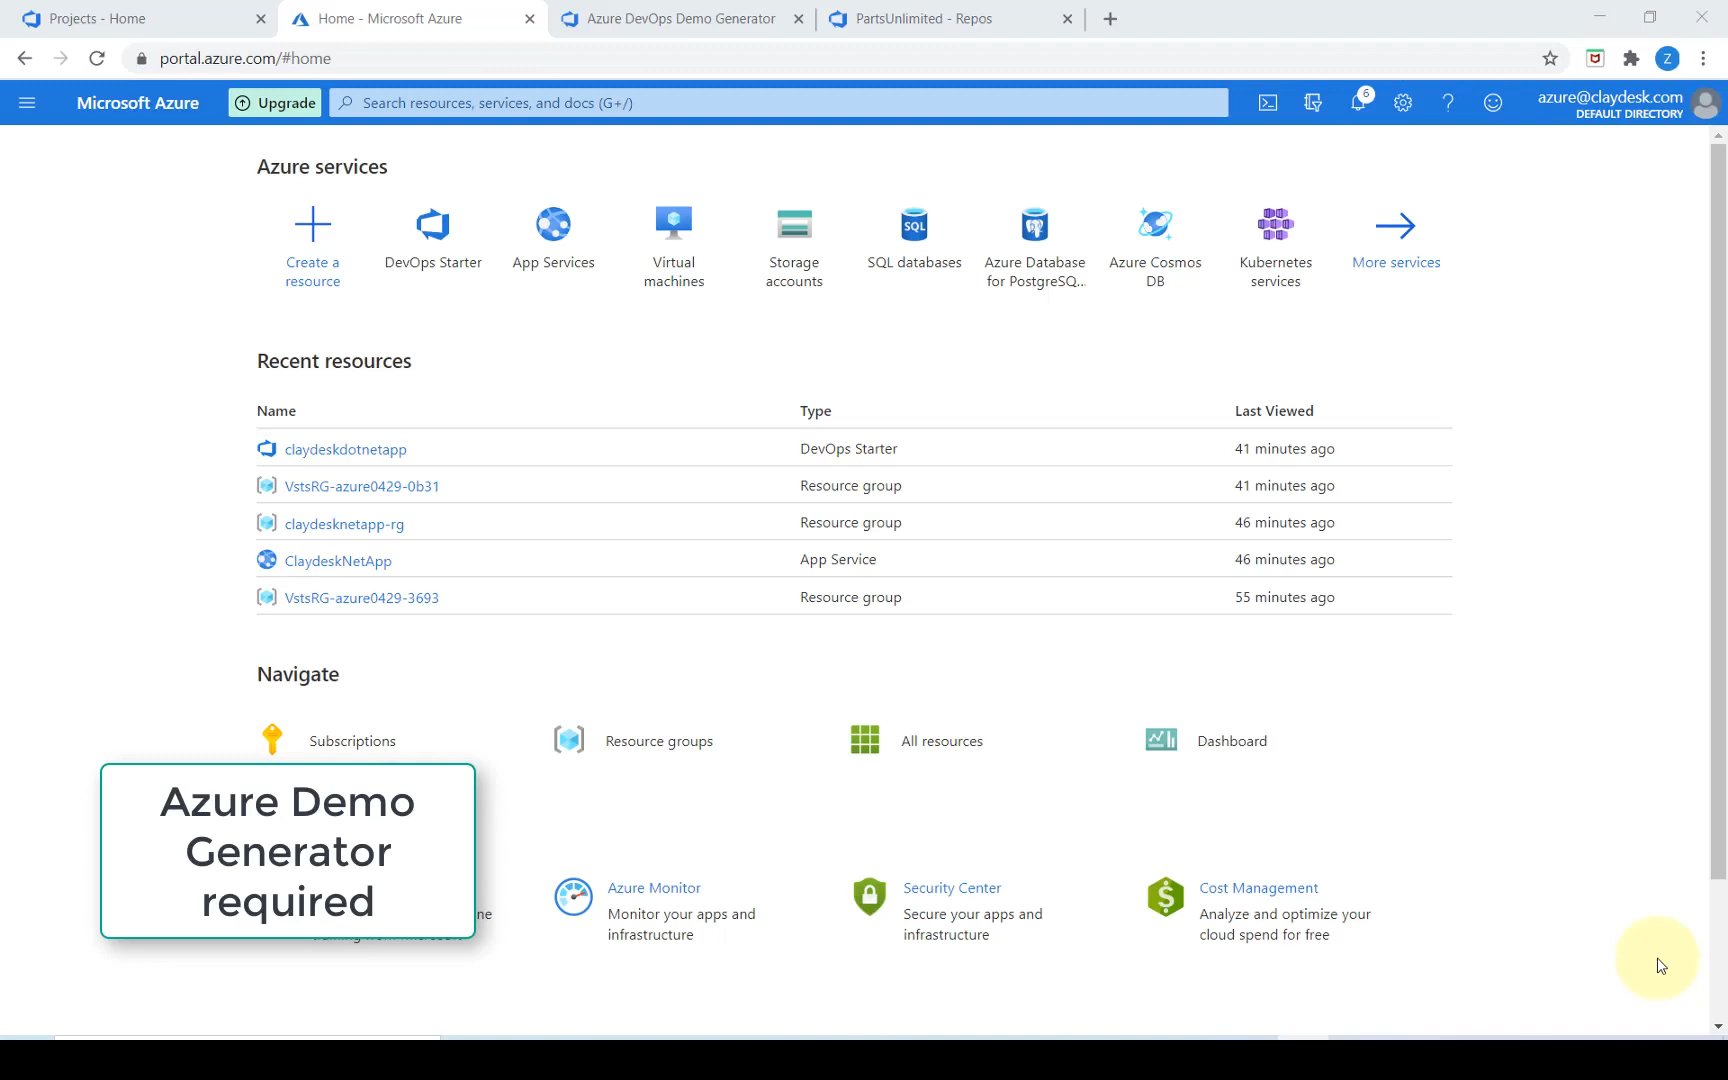 Projects - Home
Home - Microsoft Azure
Azure DevOps Demo Generator
PartsUnlimited - Repos
portal.azure.com/#home
Z
Microsoft Azure
Upgrade
Search resources, services, and docs (G+/)
6
azure@claydesk.com
DEFAULT DIRECTORY
Azure services
Create a
resource
DevOps Starter
App Services
Virtual
machines
Storage
accounts
SQL
SQL databases
Azure Database
for PostgreSQ...
Azure Cosmos
DB
Kubernetes
services
More services
Recent resources
Name
Type
Last Viewed
claydeskdotnetapp
DevOps Starter
41 minutes ago
VstsRG-azure0429-0b31
Resource group
41 minutes ago
claydesknetapp-rg
Resource group
46 minutes ago
ClaydeskNetApp
App Service
46 minutes ago
VstsRG-azure0429-3693
Resource group
55 minutes ago
Navigate
Subscriptions
Resource groups
All resources
Dashboard
Azure Demo
Generator
required
ne
Azure Monitor
Monitor your apps and
infrastructure
Security Center
Secure your apps and
infrastructure
Cost Management
Analyze and optimize your
cloud spend for free